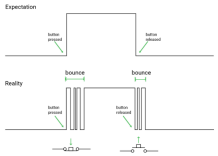 Expectation
button
pressed
button
released
Reality
bounce
bounce
button
pressed
button
released